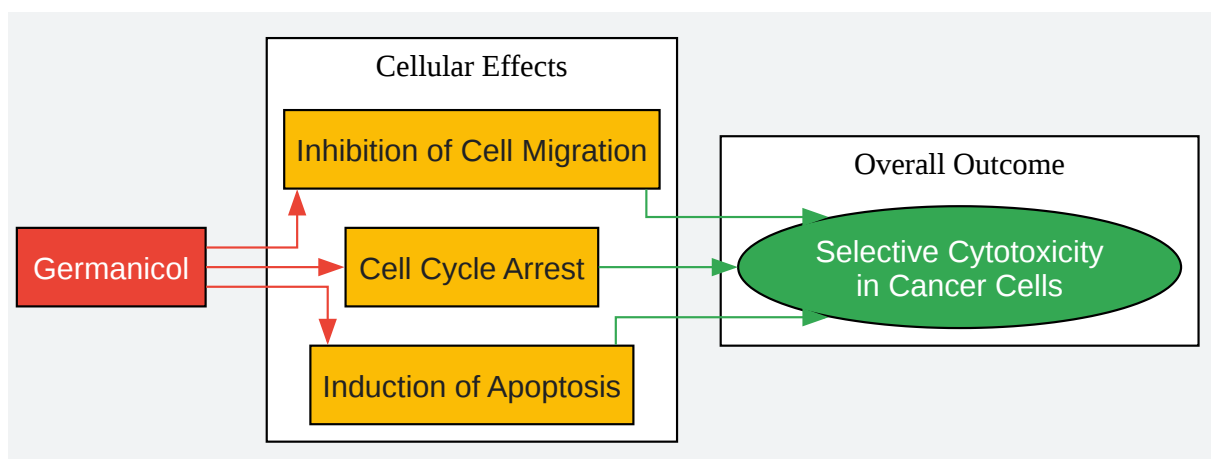 Germanicol
Cellular Effects
Inhibition of Cell Migration
Cell Cycle Arrest
Induction of Apoptosis
Overall Outcome
Selective Cytotoxicity
in Cancer Cells